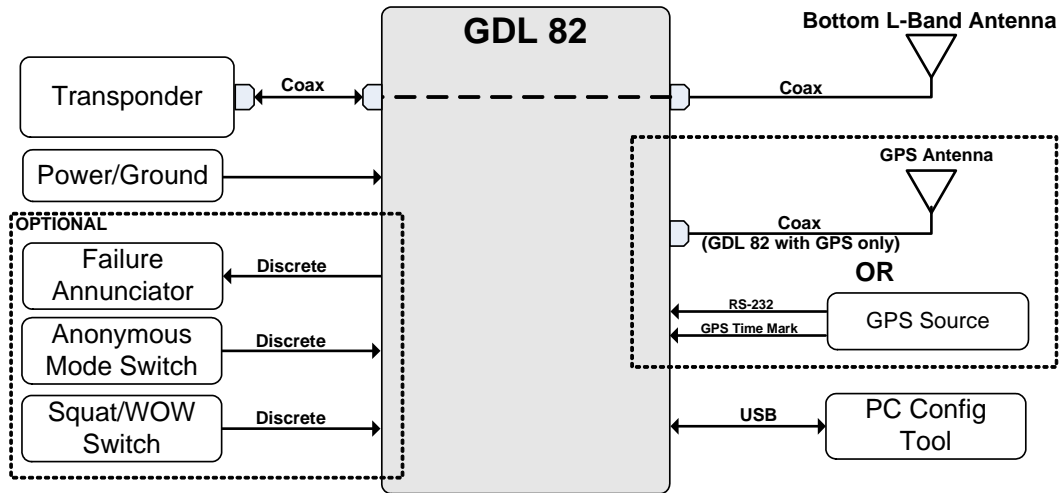 GDL 82
Bottom L-Band Antenna
Transponder
Coax
Coax
Power/Ground
GPS Antenna
OPTIONAL
Coax
(GDL 82 with GPS only)
Failure
Annunciator
Discrete
OR
RS-232
GPS Time Mark
GPS Source
Anonymous
Mode Switch
Discrete
Squat/WOW
Switch
Discrete
USB
PC Config
Tool